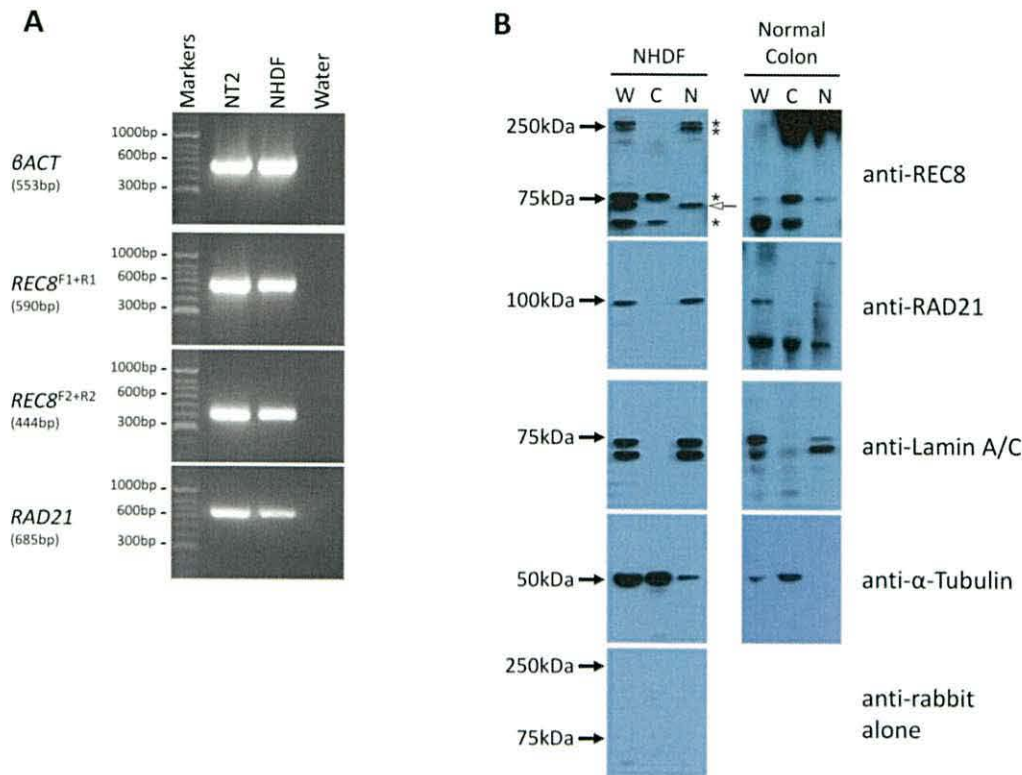 A
Markers
NT2
NHDF
Water
βACT
(553bp)
1000bp
600bp
300bp
REC8F1+R1
(590bp)
1000bp
600bp
300bp
REC8F2+R2
(444bp)
1000bp
600bp
300bp
RAD21
(685bp)
1000bp
600bp
300bp
B
NHDF
Normal
Colon
W C N
W C N
250kDa
*
*
75kDa
*
*
anti-REC8
100kDa
anti-RAD21
75kDa
anti-Lamin A/C
50kDa
anti-α-Tubulin
250kDa
75kDa
anti-rabbit
alone